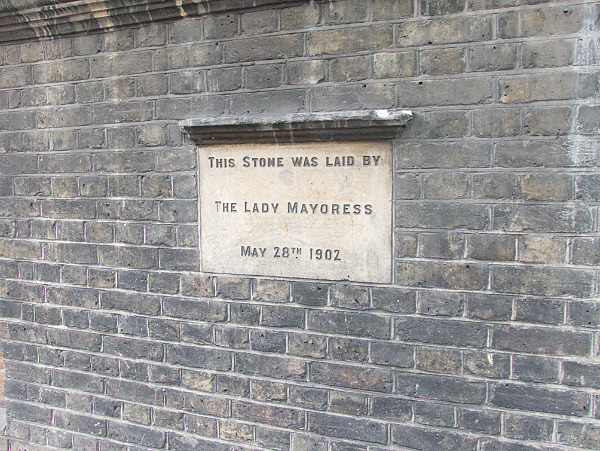 This Stone was laid by
The Lady Mayoress
May 28th 1902